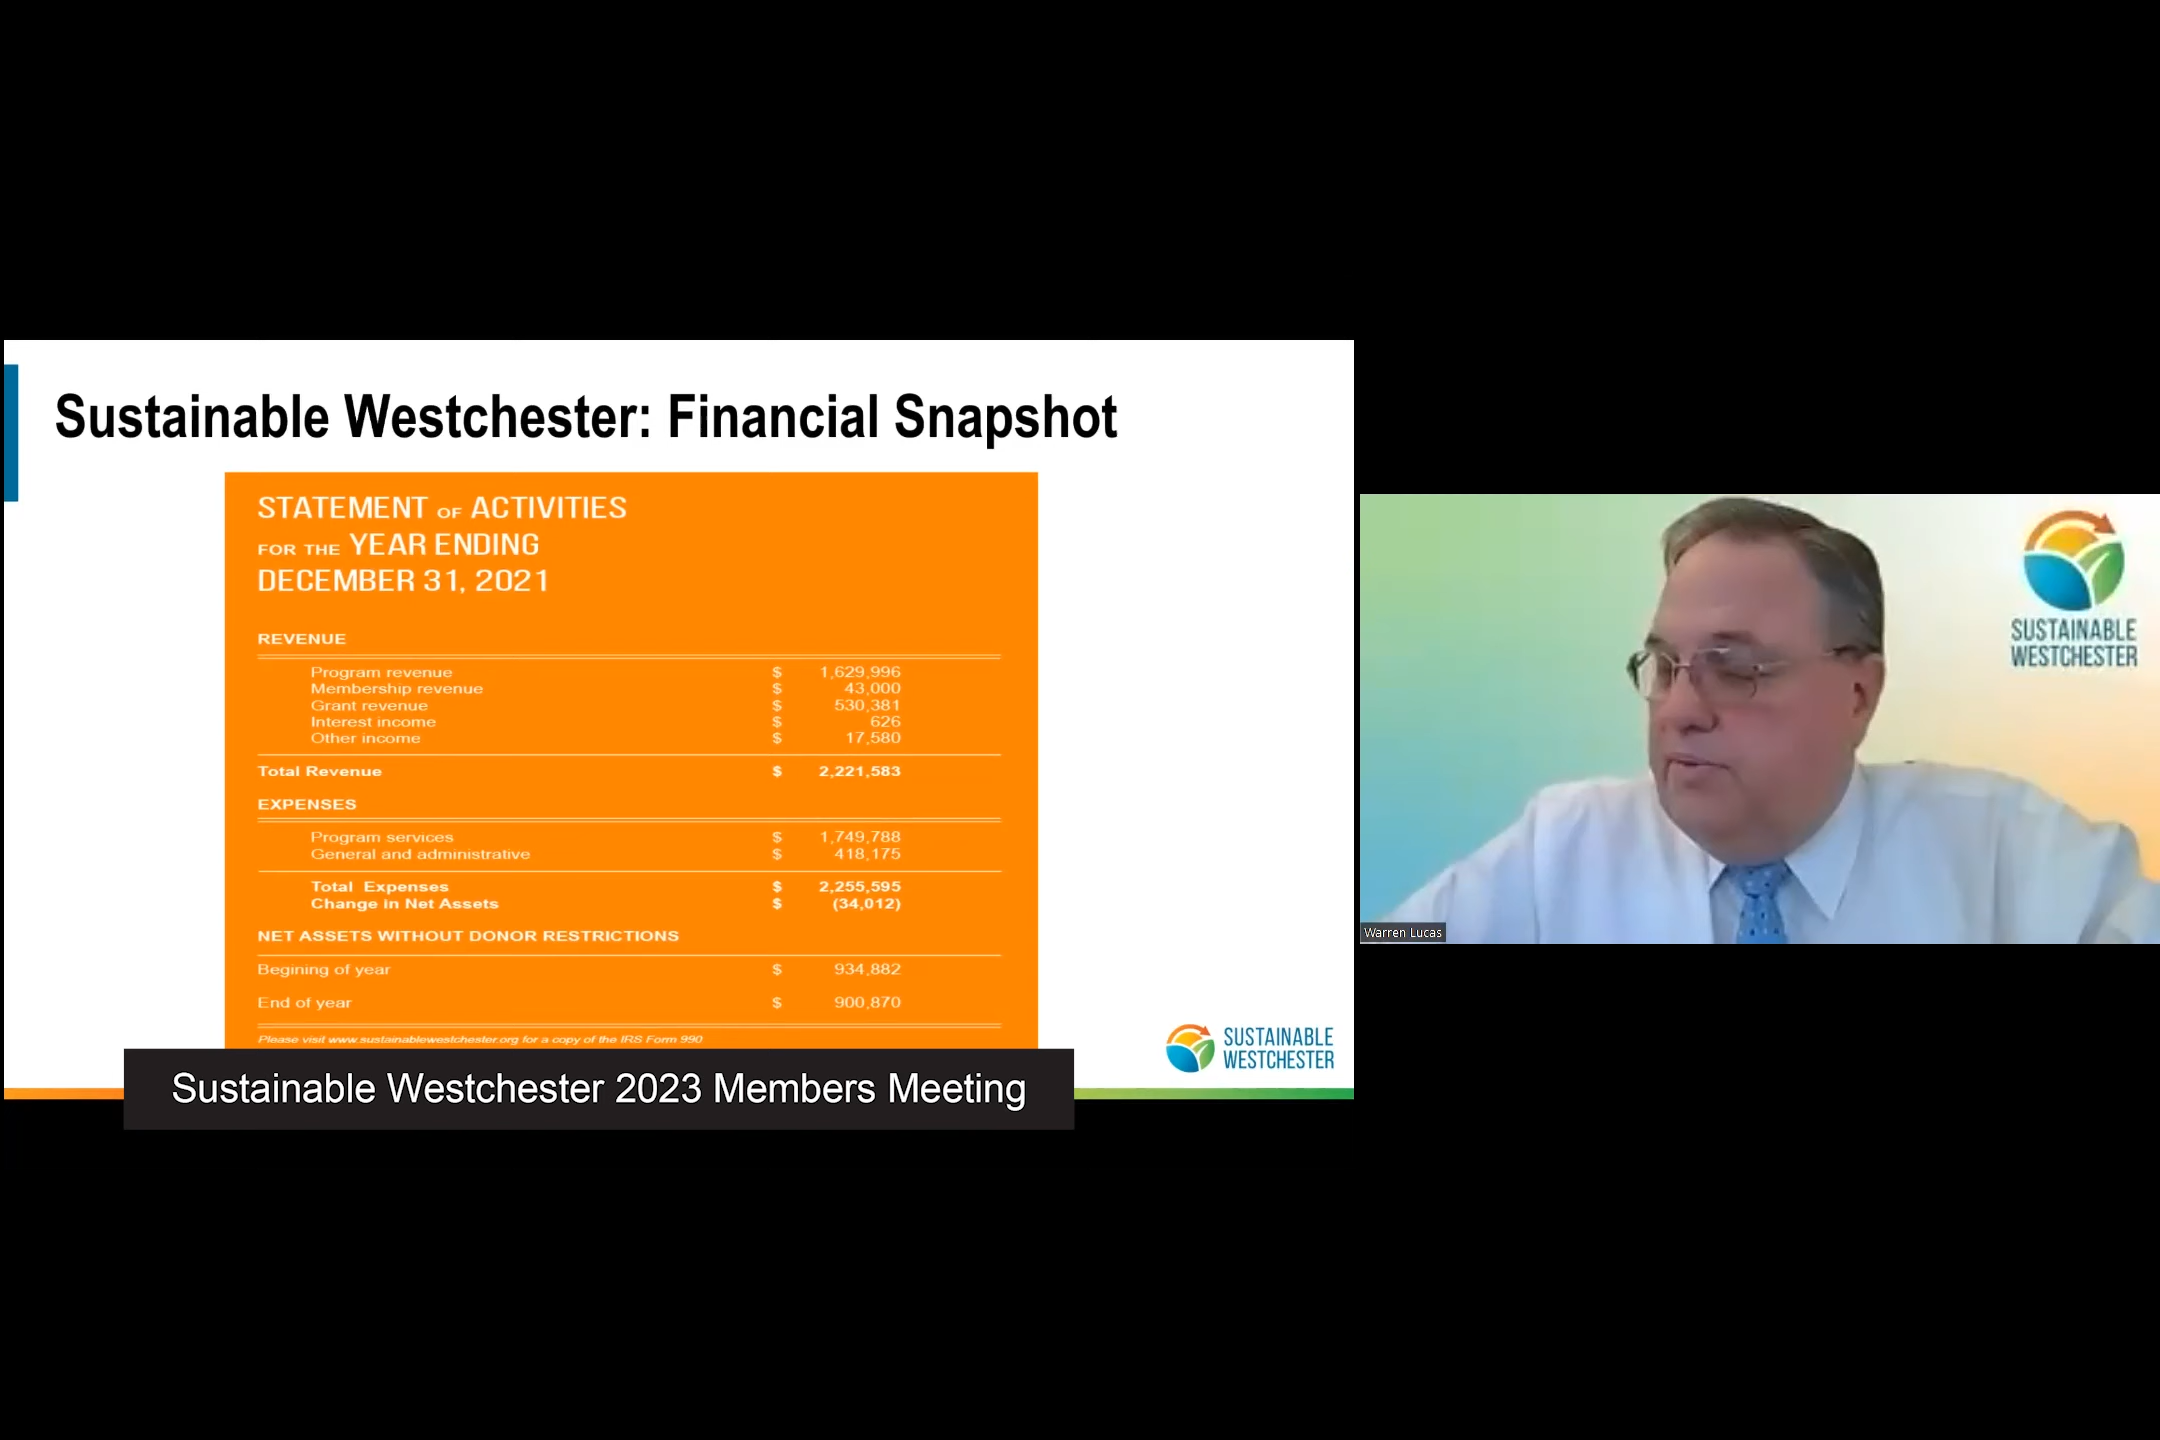 Sustainable Westchester: Financial Snapshot
STATEMENT OF ACTIVITIES
FOR THE YEAR ENDING
DECEMBER 31, 2021
REVENUE
Program revenue $ 1,629,996
Membership revenue $ 43,000
Grant revenue $ 530,381
Interest income $ 626
Other income $ 17,580
Total Revenue $ 2,221,583
EXPENSES
Program services $ 1,749,788
General and administrative $ 418,175
Total Expenses $ 2,255,595
Change in Net Assets $ (34,012)
NET ASSETS WITHOUT DONOR RESTRICTIONS
Begining of year $ 934,882
End of year $ 900,870
Please visit www.sustainablewestchester.org for a copy of the IRS Form 990
SUSTAINABLE
WESTCHESTER
Sustainable Westchester 2023 Members Meeting
SUSTAINABLE
WESTCHESTER
Warren Lucas